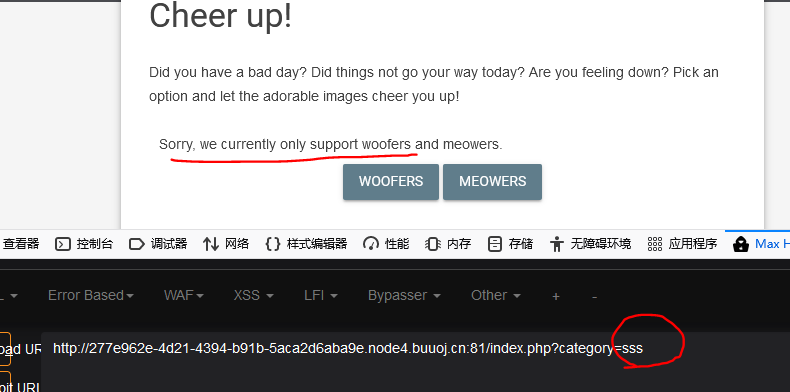 Cheer up!
Did you have a bad day? Did things not go your way today? Are you feeling down? Pick an
option and let the adorable images cheer you up!
Sorry, we currently only support woofers and meowers.
WOOFERS MEOWERS
查看器 控制台 调试器 网络 样式编辑器 性能 内存 存储 无障碍环境 应用程序 Max H
L Error Based WAF XSS LFI Bypasser Other + -
ad UR http://277e962e-4d21-4394-b91b-5aca2d6aba9e.node4.buuoj.cn:81/index.php?category=sss
it URL